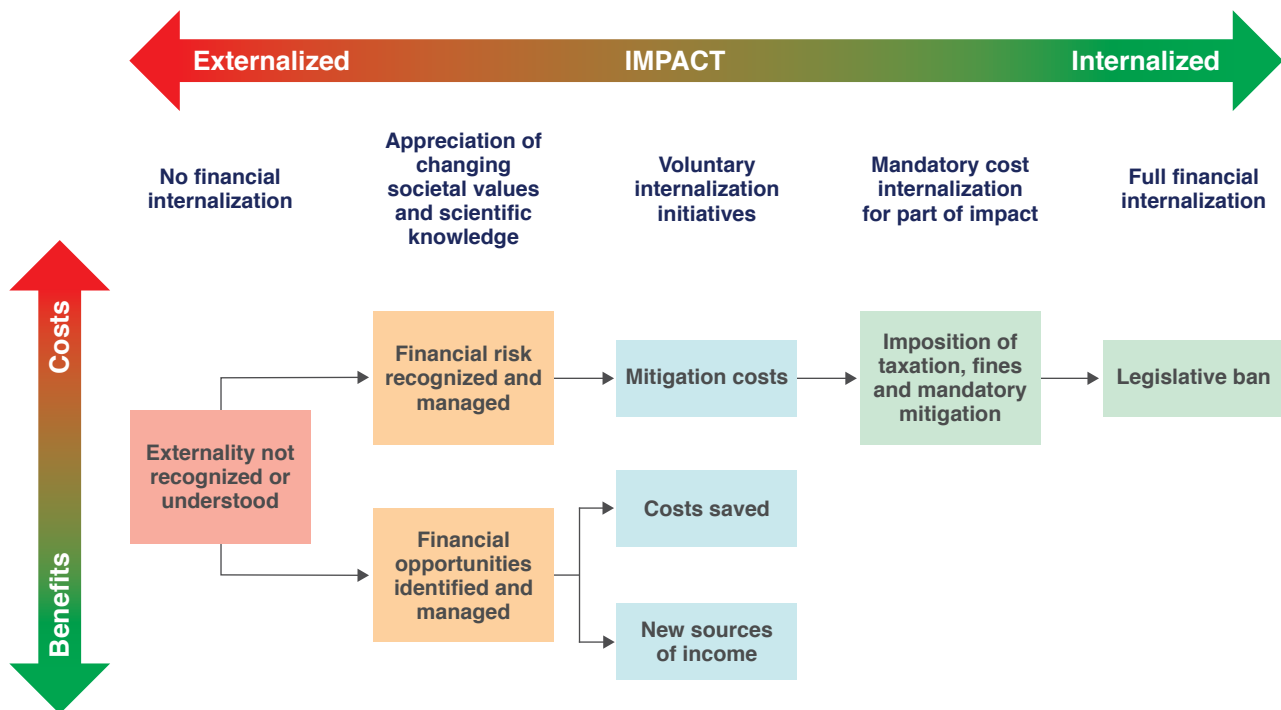 Externalized IMPACT Internalized
No financial
internalization
Appreciation of
changing
societal values
and scientific
knowledge
Voluntary
internalization
initiatives
Mandatory cost
internalization
for part of impact
Full financial
internalization
Costs
Benefits
Externality not
recognized or
understood
Financial risk
recognized and
managed
Mitigation costs
Imposition of
taxation, fines
and mandatory
mitigation
Legislative ban
Financial
opportunities
identified and
managed
Costs saved
New sources
of income